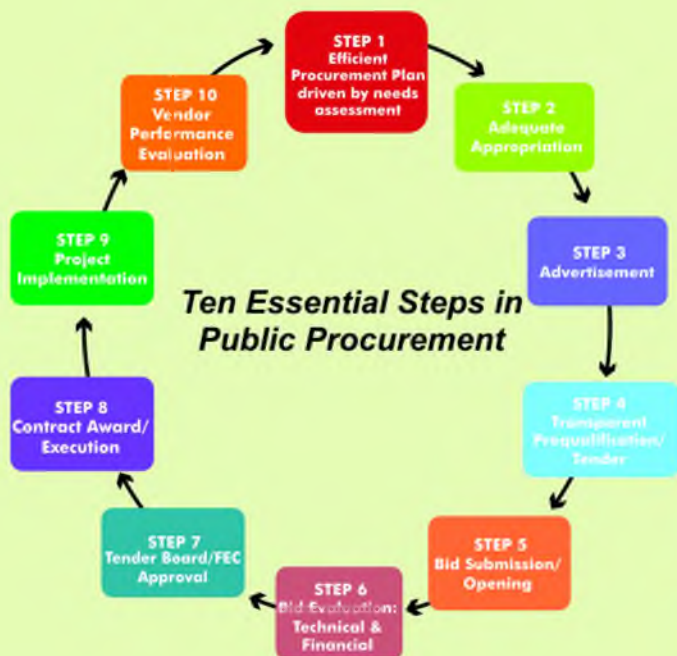 STEP 1
Efficient
Procurement Plan
driven by needs
assessment
STEP 2
Adequate
Appropriation
STEP 3
Advertisement
STEP 4
Transparent
Prequalification/
Tender
STEP 5
Bid Submission/
Opening
STEP 6
Bid Evaluation:
Technical &
Financial
STEP 7
Tender Board/FEC
Approval
STEP 8
Contract Award/
Execution
STEP 9
Project
Implementation
STEP 10
Vendor
Performance
Evaluation
Ten Essential Steps in
Public Procurement